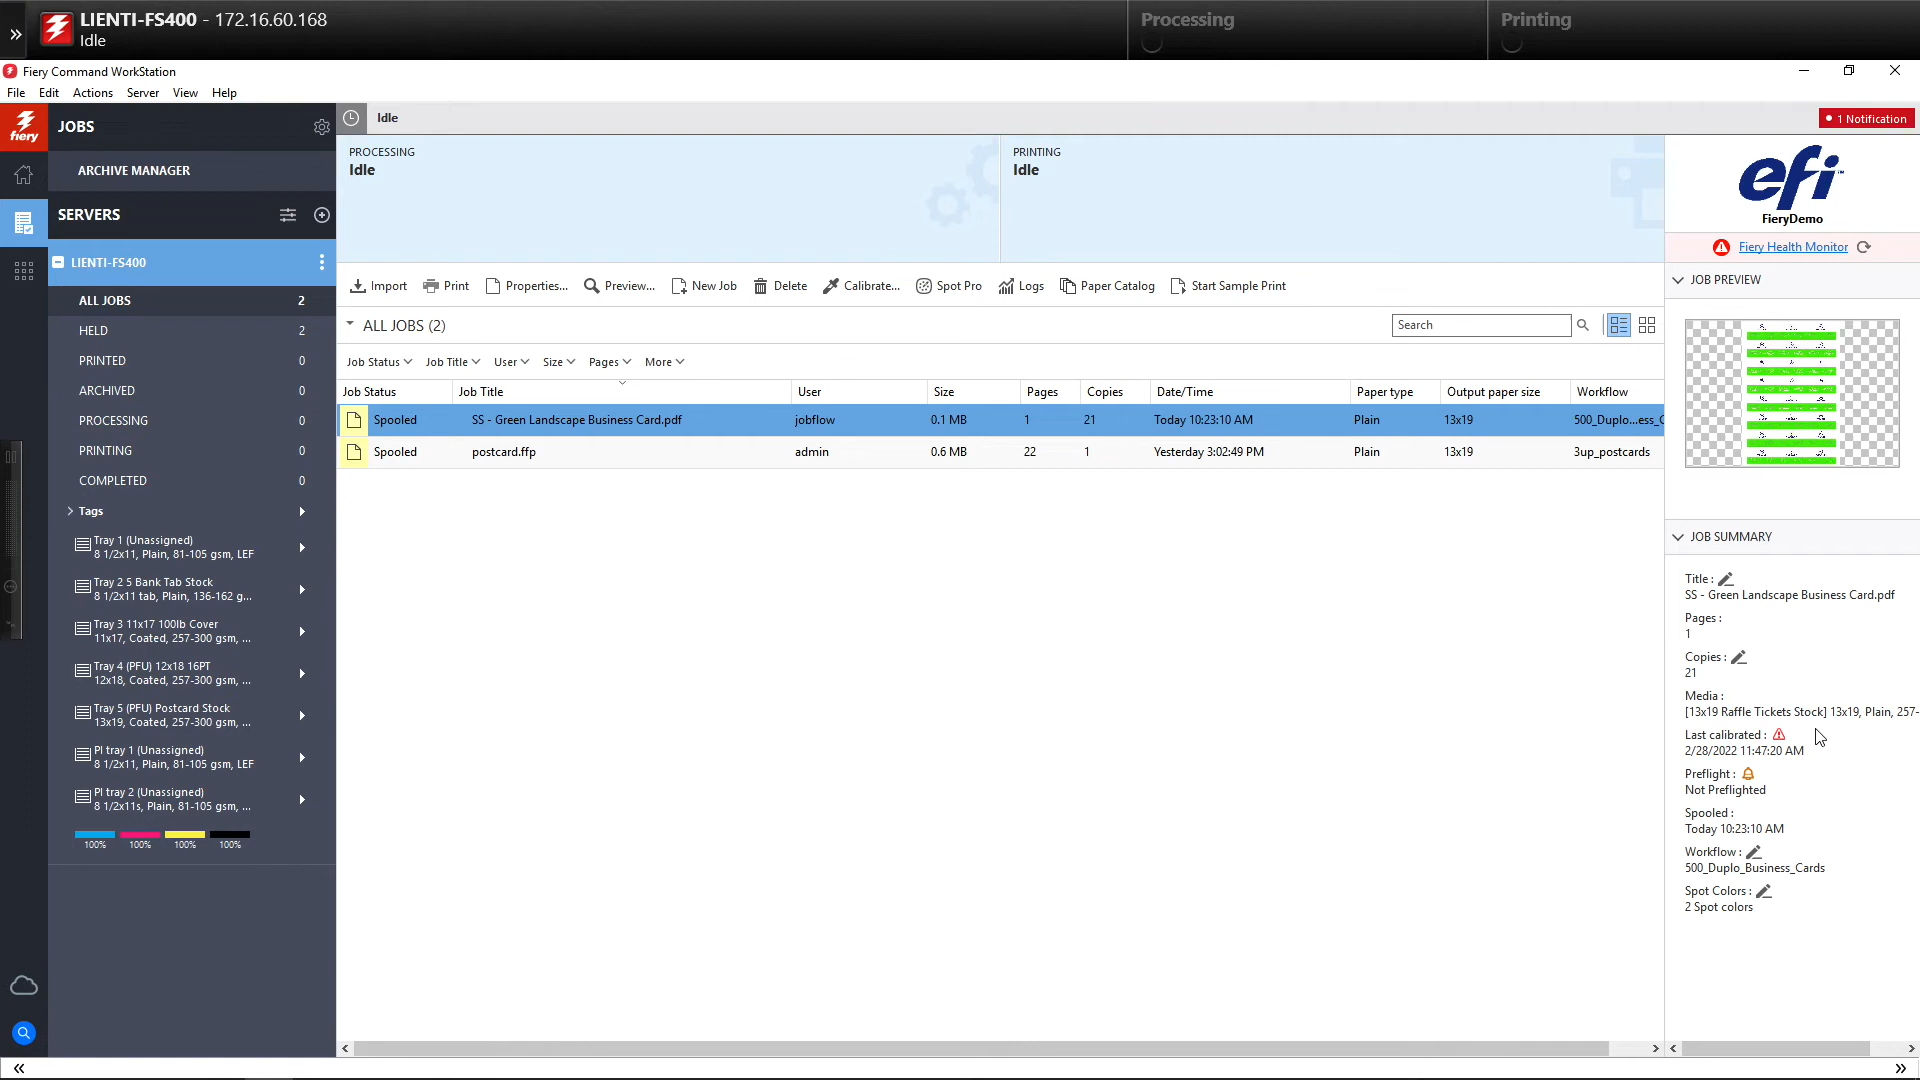 LIENTI-FS400 - 172.16.60.168
Idle
Processing
Printing
Fiery Command WorkStation
File Edit Actions Server View Help
fiery
JOBS
ARCHIVE MANAGER
SERVERS
LIENTI-FS400
ALL JOBS 2
HELD 2
PRINTED 0
ARCHIVED 0
PROCESSING 0
PRINTING 0
COMPLETED 0
Tags
Tray 1 (Unassigned)
8 1/2x11, Plain, 81-105 gsm, LEF
Tray 2 5 Bank Tab Stock
8 1/2x11 tab, Plain, 136-162 g...
Tray 3 11x17 100lb Cover
11x17, Coated, 257-300 gsm, ...
Tray 4 (PFU) 12x18 16PT
12x18, Coated, 257-300 gsm, ...
Tray 5 (PFU) Postcard Stock
13x19, Coated, 257-300 gsm, ...
PI tray 1 (Unassigned)
8 1/2x11, Plain, 81-105 gsm, LEF
PI tray 2 (Unassigned)
8 1/2x11s, Plain, 81-105 gsm, ...
100% 100% 100% 100%
Idle
1 Notification
PROCESSING
Idle
PRINTING
Idle
Import Print Properties... Preview... New Job Delete Calibrate... Spot Pro Logs Paper Catalog Start Sample Print
ALL JOBS (2)
Search
Job Status Job Title User Size Pages More
Job Status Job Title User Size Pages Copies Date/Time Paper type Output paper size Workflow
Spooled SS - Green Landscape Business Card.pdf jobflow 0.1 MB 1 21 Today 10:23:10 AM Plain 13x19 500_Duplo...ess_C
Spooled postcard.ffp admin 0.6 MB 22 1 Yesterday 3:02:49 PM Plain 13x19 3up_postcards
efi
FieryDemo
Fiery Health Monitor
JOB PREVIEW
JOB SUMMARY
Title :
SS - Green Landscape Business Card.pdf
Pages :
1
Copies :
21
Media :
[13x19 Raffle Tickets Stock] 13x19, Plain, 257-
Last calibrated :
2/28/2022 11:47:20 AM
Preflight :
Not Preflighted
Spooled :
Today 10:23:10 AM
Workflow :
500_Duplo_Business_Cards
Spot Colors :
2 Spot colors